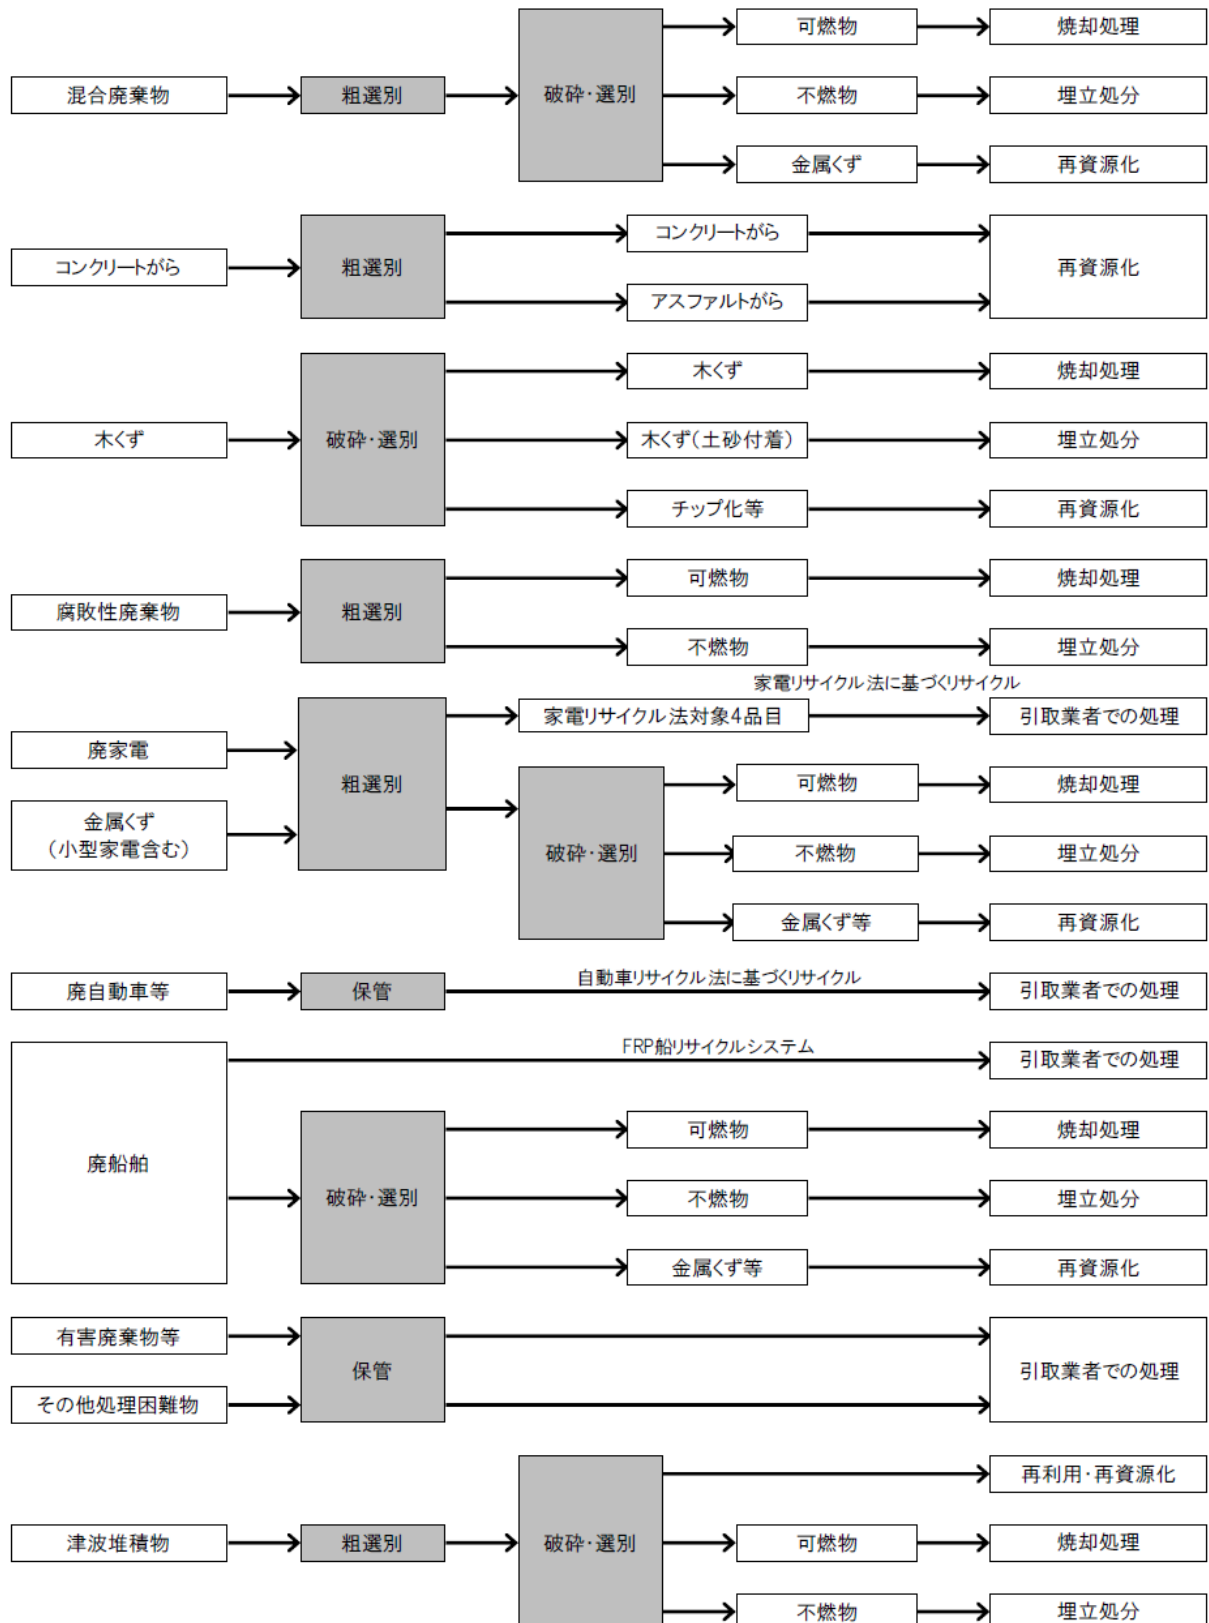 可燃物
焼却処理
混合廃棄物
粗選別
破砕・選別
不燃物
埋立処分
金属くず
再資源化
コンクリートがら
粗選別
コンクリートがら
アスファルトがら
再資源化
木くず
破砕・選別
木くず
焼却処理
木くず(土砂付着)
埋立処分
チップ化等
再資源化
腐敗性廃棄物
粗選別
可燃物
焼却処理
不燃物
埋立処分
家電リサイクル法に基づくリサイクル
家電リサイクル法対象4品目
引取業者での処理
廃家電
金属くず
(小型家電含む)
粗選別
破砕・選別
可燃物
焼却処理
不燃物
埋立処分
金属くず等
再資源化
廃自動車等
保管
自動車リサイクル法に基づくリサイクル
引取業者での処理
廃船舶
FRP船リサイクルシステム
引取業者での処理
破砕・選別
可燃物
焼却処理
不燃物
埋立処分
金属くず等
再資源化
有害廃棄物等
その他処理困難物
保管
引取業者での処理
津波堆積物
粗選別
破砕・選別
再利用・再資源化
可燃物
焼却処理
不燃物
埋立処分